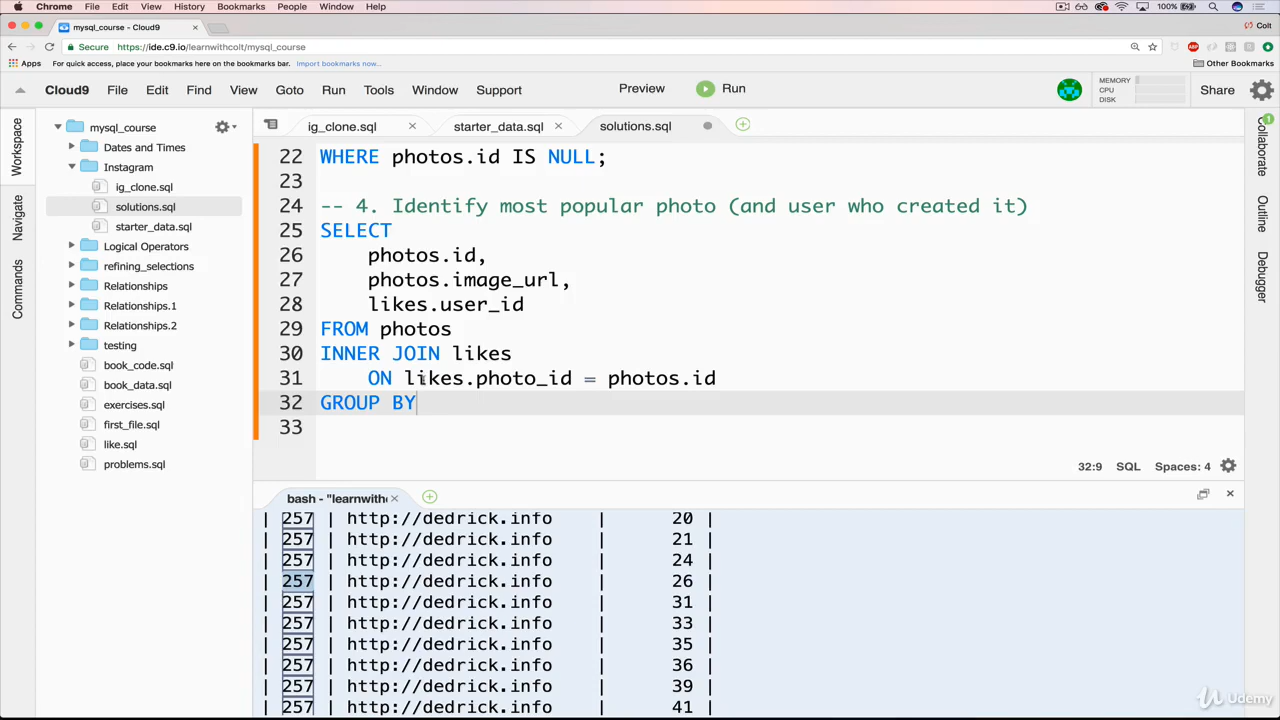 Chrome File Edit View History Bookmarks People Window Help 100%
mysql_course - Cloud9 Colt
Secure https://ide.c9.io/learnwithcolt/mysql_course
Apps For quick access, place your bookmarks here on the bookmarks bar. Import bookmarks now... Other Bookmarks
Cloud9 File Edit Find View Goto Run Tools Window Support Preview Run MEMORY CPU DISK Share
Workspace
Navigate
Commands
mysql_course
Dates and Times
Instagram
ig_clone.sql
solutions.sql
starter_data.sql
Logical Operators
refining_selections
Relationships
Relationships.1
Relationships.2
testing
book_code.sql
book_data.sql
exercises.sql
first_file.sql
like.sql
problems.sql
ig_clone.sql starter_data.sql solutions.sql
22 WHERE photos.id IS NULL;
23
24 -- 4. Identify most popular photo (and user who created it)
25 SELECT
26 photos.id,
27 photos.image_url,
28 likes.user_id
29 FROM photos
30 INNER JOIN likes
31 ON likes.photo_id = photos.id
32 GROUP BY
33
32:9 SQL Spaces: 4
bash - "learnwith
| 257 | http://dedrick.info | 20 |
| 257 | http://dedrick.info | 21 |
| 257 | http://dedrick.info | 24 |
| 257 | http://dedrick.info | 26 |
| 257 | http://dedrick.info | 31 |
| 257 | http://dedrick.info | 33 |
| 257 | http://dedrick.info | 35 |
| 257 | http://dedrick.info | 36 |
| 257 | http://dedrick.info | 39 |
| 257 | http://dedrick.info | 41 |
Collaborate
1
Outline
Debugger
Udemy